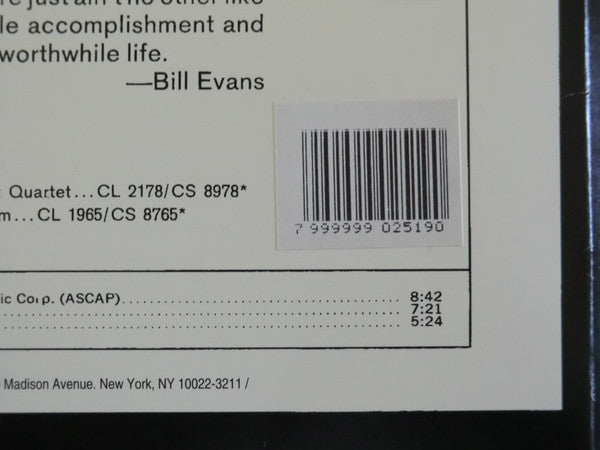 just ain't no other like
le accomplishment and
worthwhile life.
—Bill Evans
Quartet...CL 2178/CS 8978*
m...CL 1965/CS 8765*
7 999999 025190
ic Corp. (ASCAP) 8:42
7:21
5:24
Madison Avenue. New York, NY 10022-3211 /